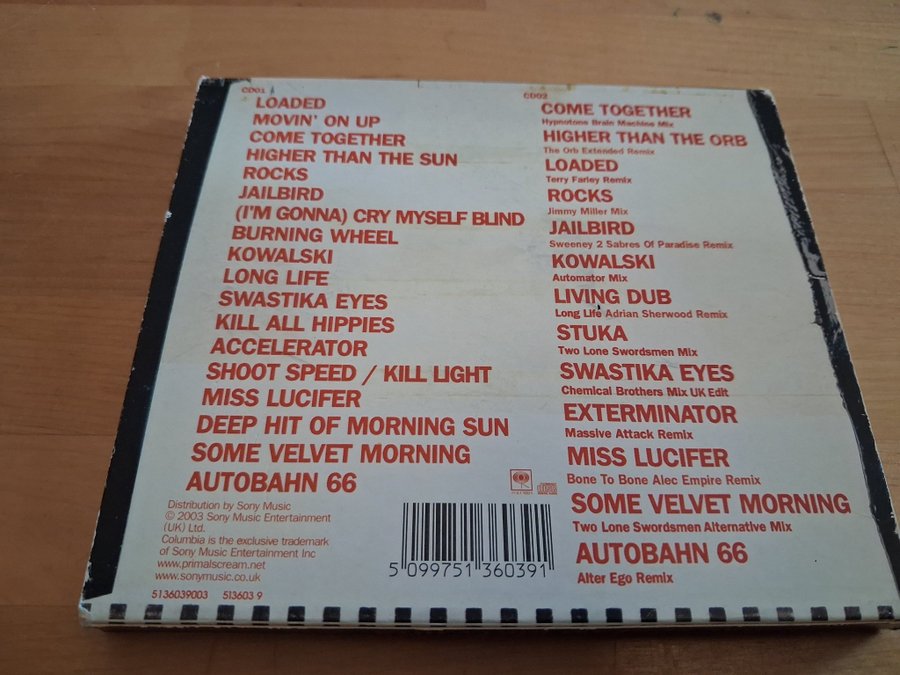 CD01
LOADED
MOVIN' ON UP
COME TOGETHER
HIGHER THAN THE SUN
ROCKS
JAILBIRD
(I'M GONNA) CRY MYSELF BLIND
BURNING WHEEL
KOWALSKI
LONG LIFE
SWASTIKA EYES
KILL ALL HIPPIES
ACCELERATOR
SHOOT SPEED / KILL LIGHT
MISS LUCIFER
DEEP HIT OF MORNING SUN
SOME VELVET MORNING
AUTOBAHN 66
Distribution by Sony Music
© 2003 Sony Music Entertainment
(UK) Ltd.
Columbia is the exclusive trademark
of Sony Music Entertainment Inc
www.primalscream.net
www.sonymusic.co.uk
5136039003 513603 9
5 099751 360391
CD02
COME TOGETHER
Hypnotone Brain Machine Mix
HIGHER THAN THE ORB
The Orb Extended Remix
LOADED
Terry Farley Remix
ROCKS
Jimmy Miller Mix
JAILBIRD
Sweeney 2 Sabres Of Paradise Remix
KOWALSKI
Automator Mix
LIVING DUB
Long Life Adrian Sherwood Remix
STUKA
Two Lone Swordsmen Mix
SWASTIKA EYES
Chemical Brothers Mix UK Edit
EXTERMINATOR
Massive Attack Remix
MISS LUCIFER
Bone To Bone Alec Empire Remix
SOME VELVET MORNING
Two Lone Swordsmen Alternative Mix
AUTOBAHN 66
Alter Ego Remix